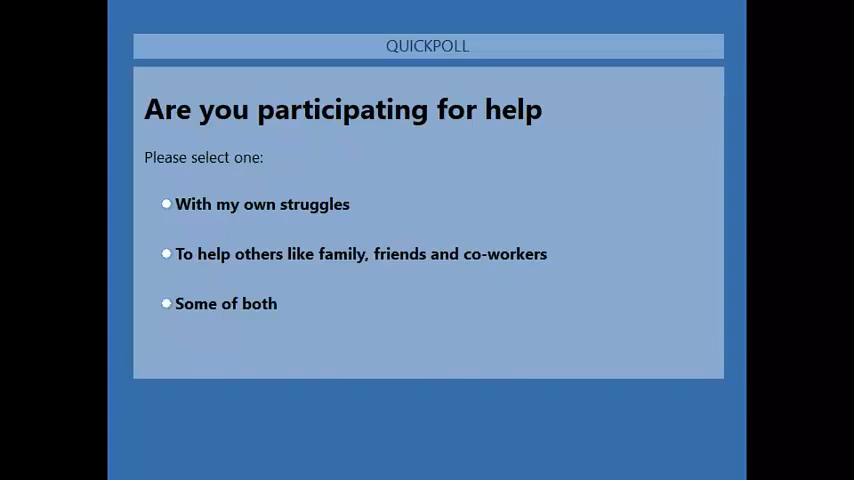 QUICKPOLL
Are you participating for help
Please select one:
With my own struggles
To help others like family, friends and co-workers
Some of both